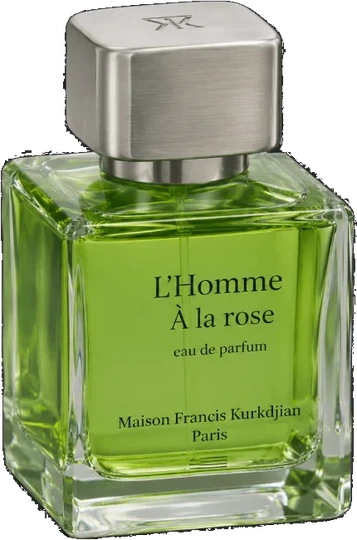 L'Homme
À la rose
eau de parfum
Maison Francis Kurkdjian
Paris